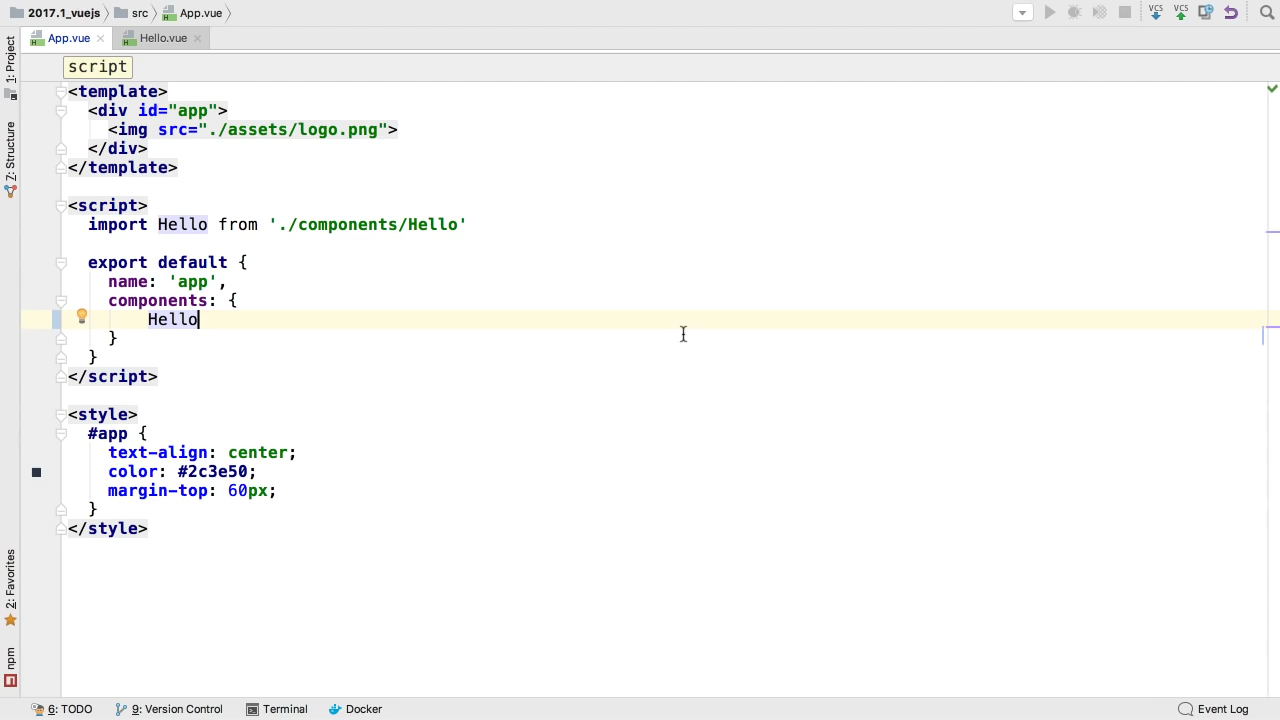 2017.1_vuejs src App.vue
VCS VCS
App.vue Hello.vue
1: Project
script
<template>
<div id="app">
<img src="./assets/logo.png">
</div>
</template>
7: Structure
<script>
import Hello from './components/Hello'
export default {
name: 'app',
components: {
Hello
}
}
</script>
<style>
#app {
text-align: center;
color: #2c3e50;
margin-top: 60px;
}
</style>
2: Favorites
npm
6: TODO 9: Version Control Terminal Docker Event Log